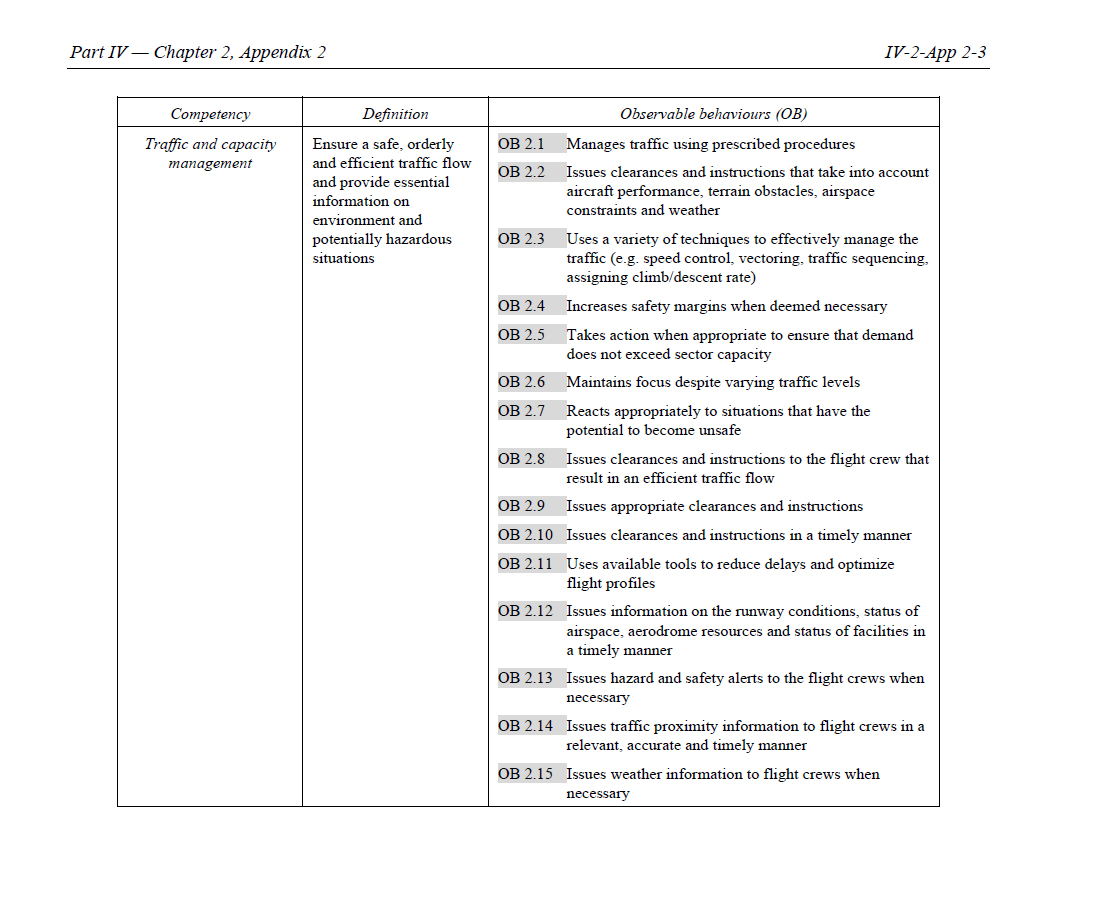 Part IV — Chapter 2, Appendix 2
IV-2-App 2-3
Competency
Definition
Observable behaviours (OB)
Traffic and capacity
management
Ensure a safe, orderly
and efficient traffic flow
and provide essential
information on
environment and
potentially hazardous
situations
OB 2.1 Manages traffic using prescribed procedures
OB 2.2 Issues clearances and instructions that take into account
aircraft performance, terrain obstacles, airspace
constraints and weather
OB 2.3 Uses a variety of techniques to effectively manage the
traffic (e.g. speed control, vectoring, traffic sequencing,
assigning climb/descent rate)
OB 2.4 Increases safety margins when deemed necessary
OB 2.5 Takes action when appropriate to ensure that demand
does not exceed sector capacity
OB 2.6 Maintains focus despite varying traffic levels
OB 2.7 Reacts appropriately to situations that have the
potential to become unsafe
OB 2.8 Issues clearances and instructions to the flight crew that
result in an efficient traffic flow
OB 2.9 Issues appropriate clearances and instructions
OB 2.10 Issues clearances and instructions in a timely manner
OB 2.11 Uses available tools to reduce delays and optimize
flight profiles
OB 2.12 Issues information on the runway conditions, status of
airspace, aerodrome resources and status of facilities in
a timely manner
OB 2.13 Issues hazard and safety alerts to the flight crews when
necessary
OB 2.14 Issues traffic proximity information to flight crews in a
relevant, accurate and timely manner
OB 2.15 Issues weather information to flight crews when
necessary